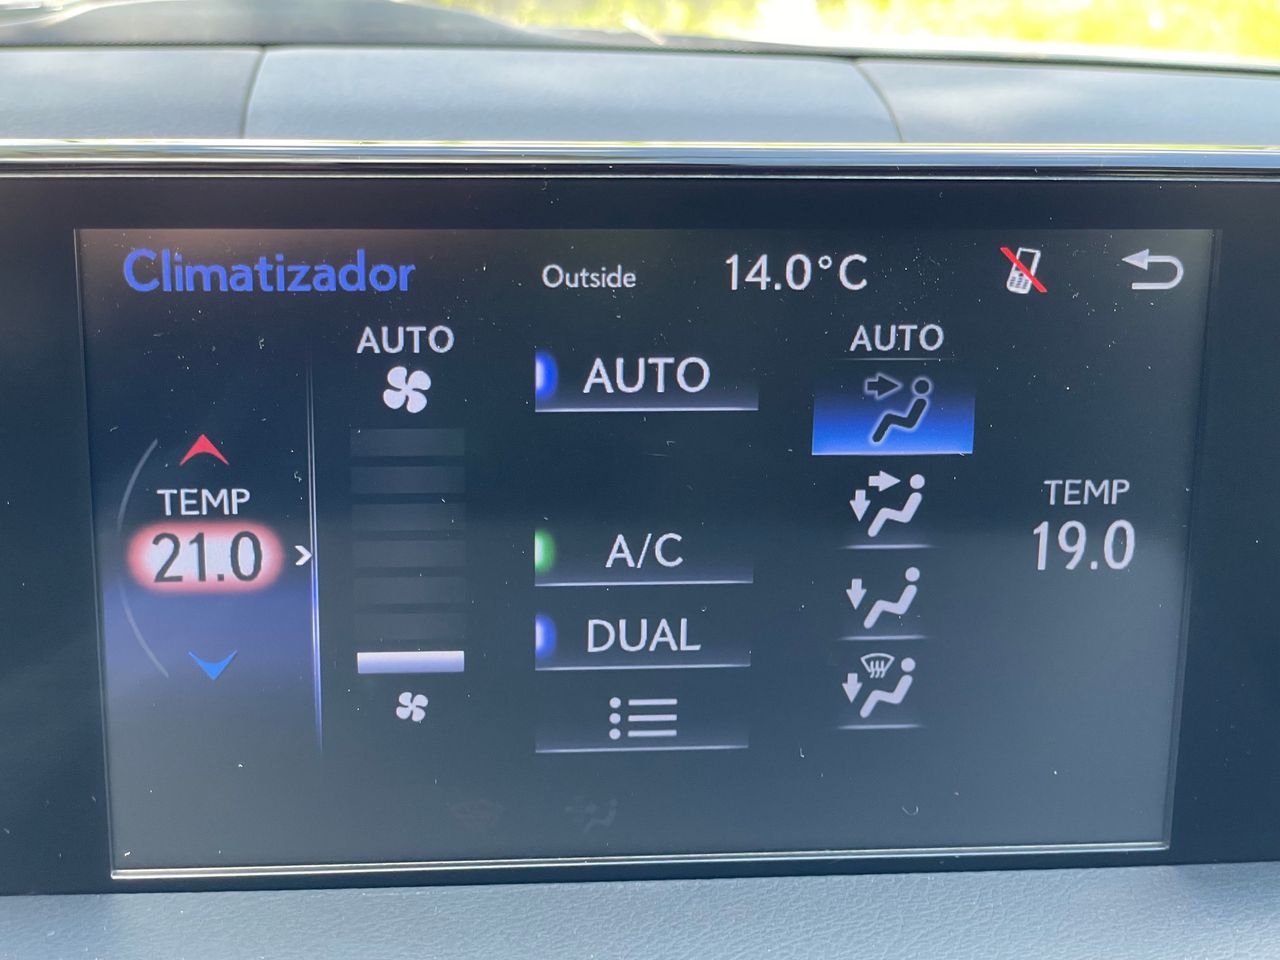 Climatizador
Outside 14.0°C
AUTO
AUTO
AUTO
TEMP
21.0
A/C
DUAL
TEMP
19.0